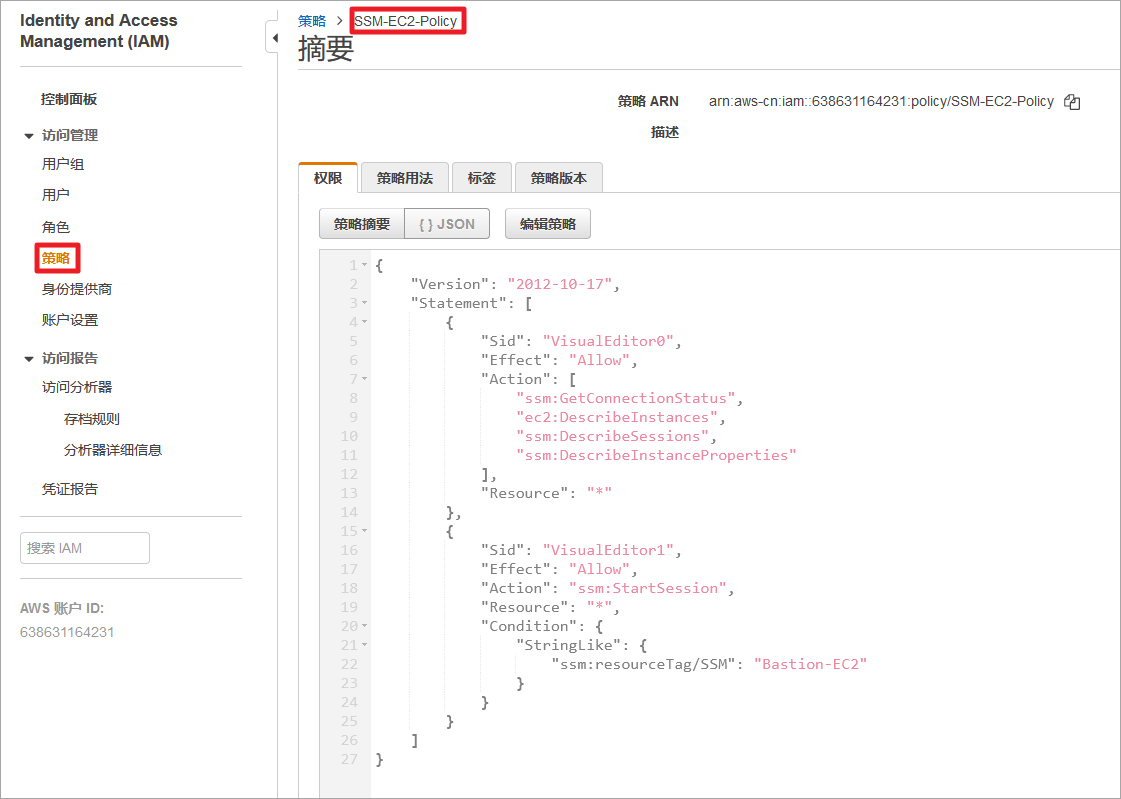 Identity and Access
Management (IAM)
控制面板
访问管理
用户组
用户
角色
策略
身份提供商
账户设置
访问报告
访问分析器
存档规则
分析器详细信息
凭证报告
搜索 IAM
AWS 账户 ID:
638631164231
策略 > SSM-EC2-Policy
摘要
策略 ARN arn:aws-cn:iam::638631164231:policy/SSM-EC2-Policy
描述
权限 策略用法 标签 策略版本
策略摘要 { } JSON 编辑策略
1 {
2 "Version": "2012-10-17",
3 "Statement": [
4 {
5 "Sid": "VisualEditor0",
6 "Effect": "Allow",
7 "Action": [
8 "ssm:GetConnectionStatus",
9 "ec2:DescribeInstances",
10 "ssm:DescribeSessions",
11 "ssm:DescribeInstanceProperties"
12 ],
13 "Resource": "*"
14 },
15 {
16 "Sid": "VisualEditor1",
17 "Effect": "Allow",
18 "Action": "ssm:StartSession",
19 "Resource": "*",
20 "Condition": {
21 "StringLike": {
22 "ssm:resourceTag/SSM": "Bastion-EC2"
23 }
24 }
25 }
26 ]
27 }